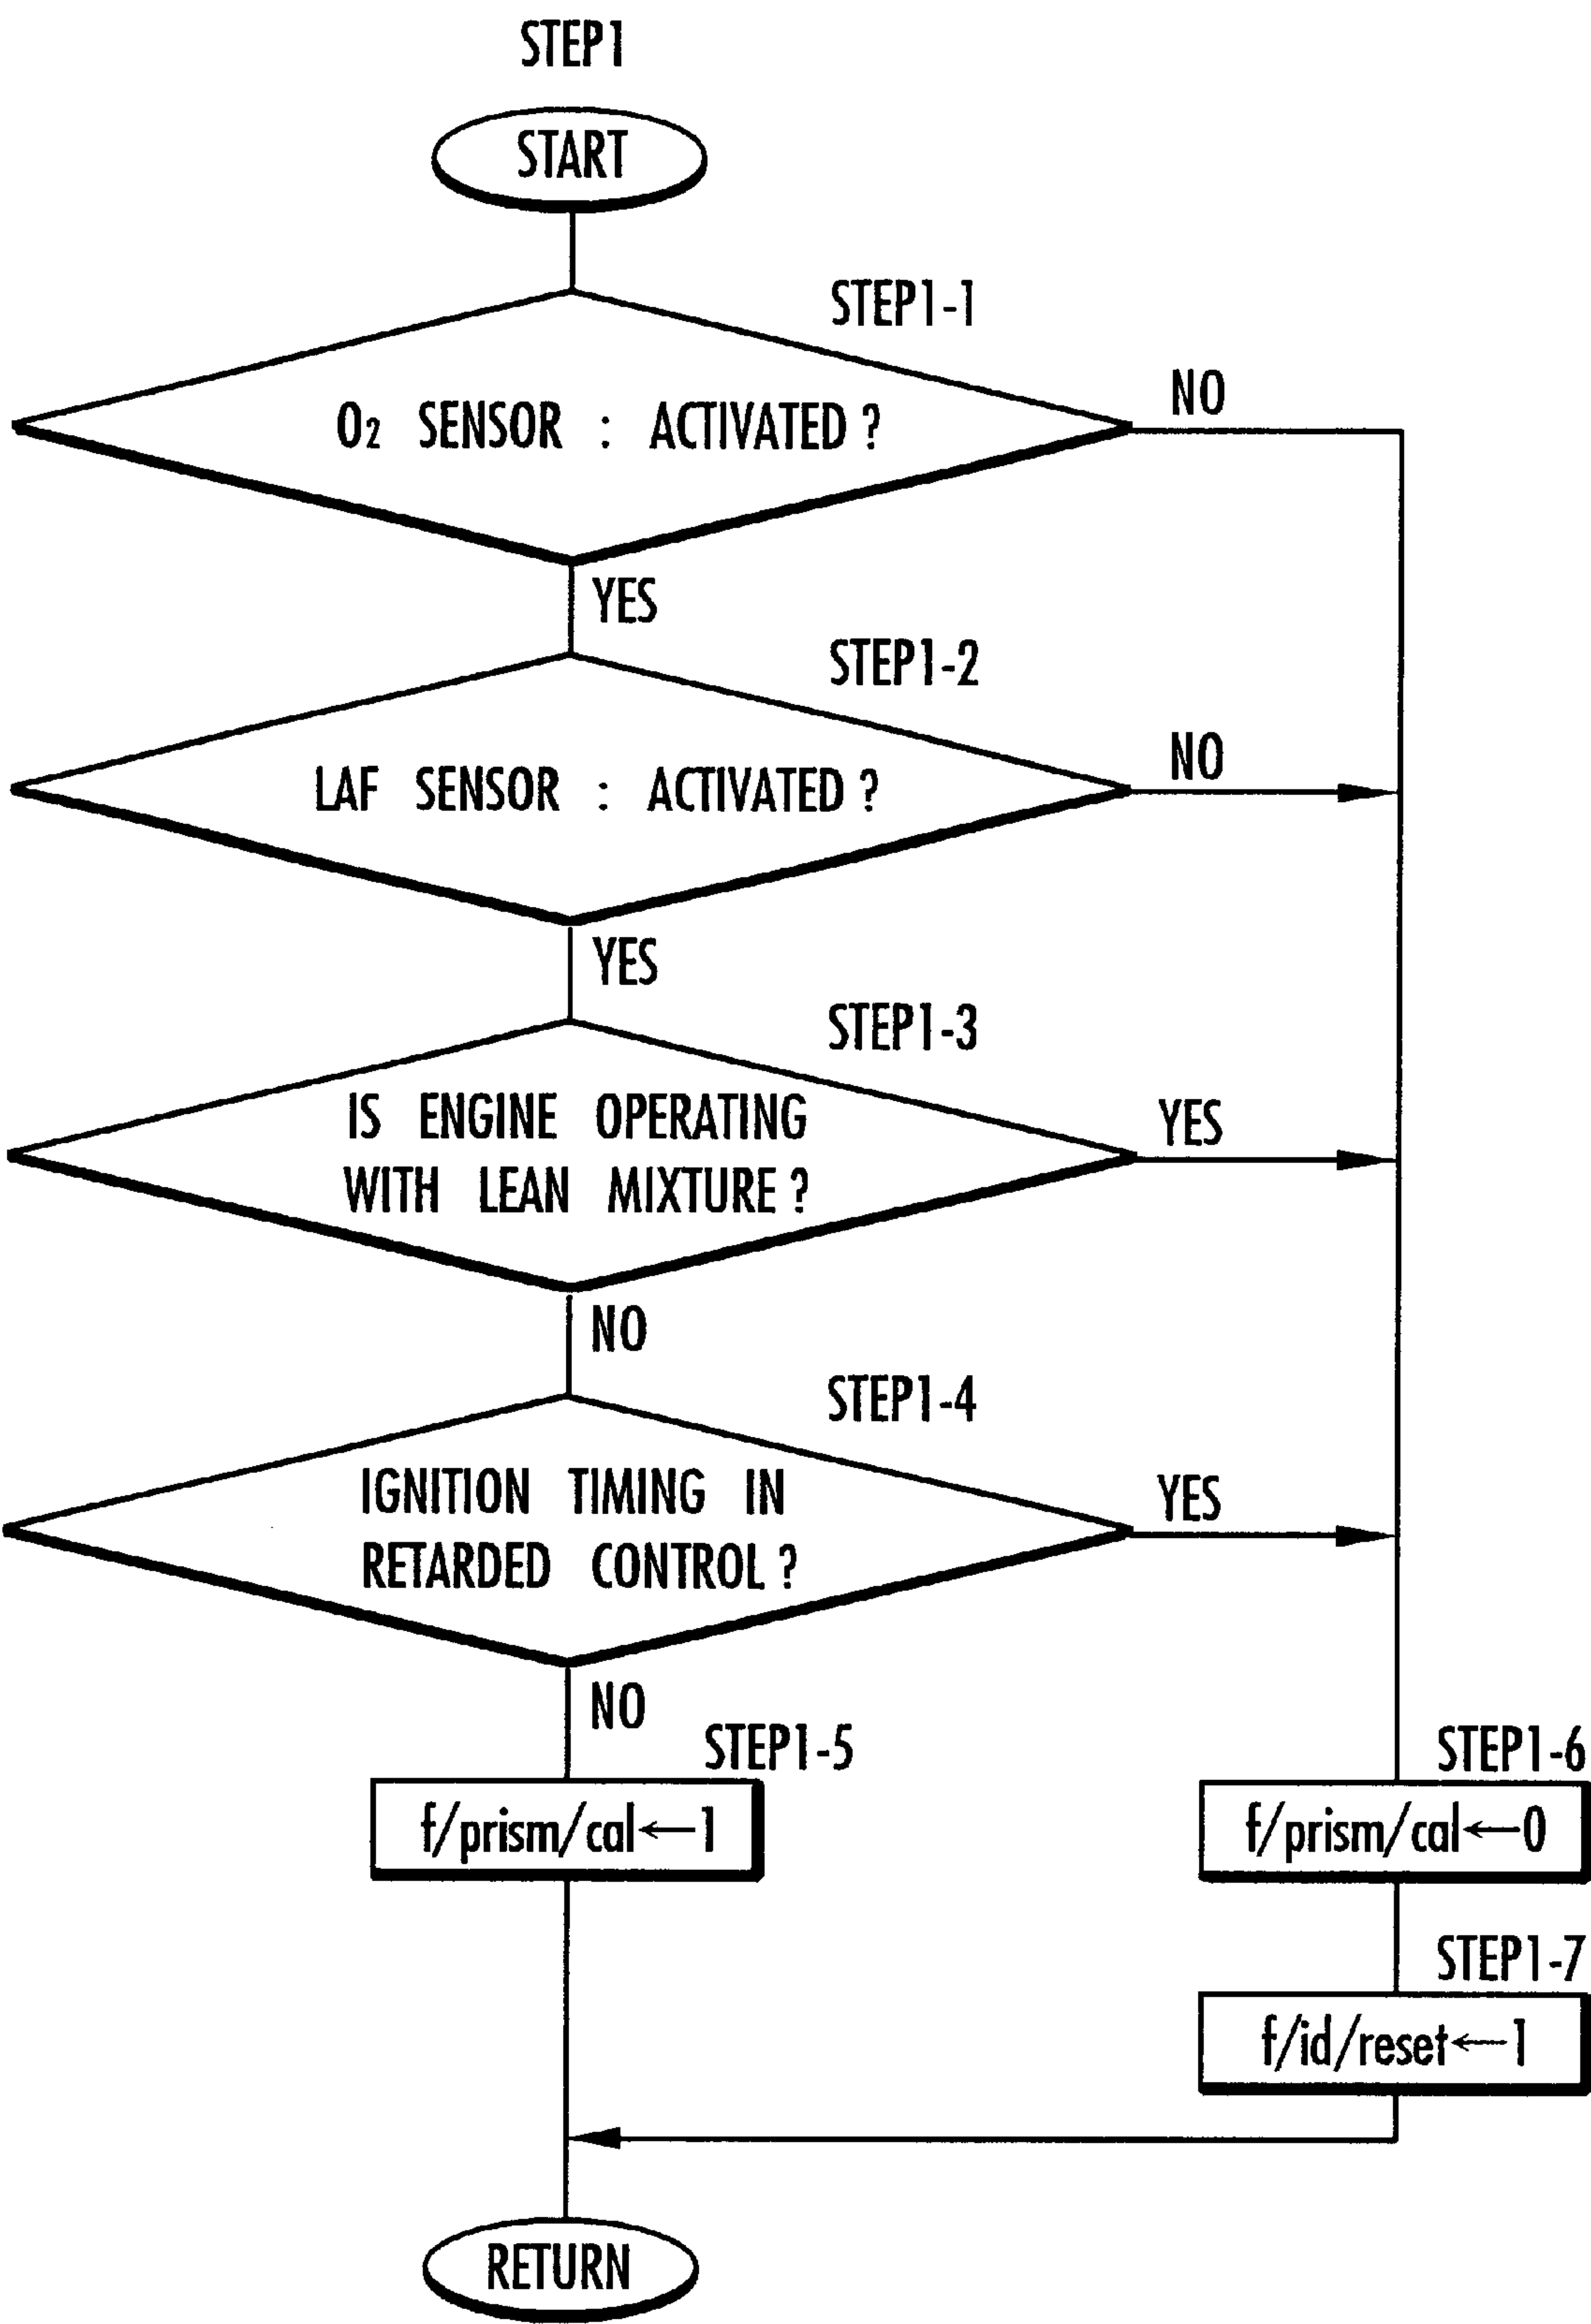 STEP1
START
STEP1-1
O₂ SENSOR : ACTIVATED ?
NO
YES
STEP1-2
LAF SENSOR : ACTIVATED ?
NO
YES
STEP1-3
IS ENGINE OPERATING
WITH LEAN MIXTURE ?
YES
NO
STEP1-4
IGNITION TIMING IN
RETARDED CONTROL ?
YES
NO
STEP1-5
f/prism/cal←1
STEP1-6
f/prism/cal←0
STEP1-7
f/id/reset←1
RETURN